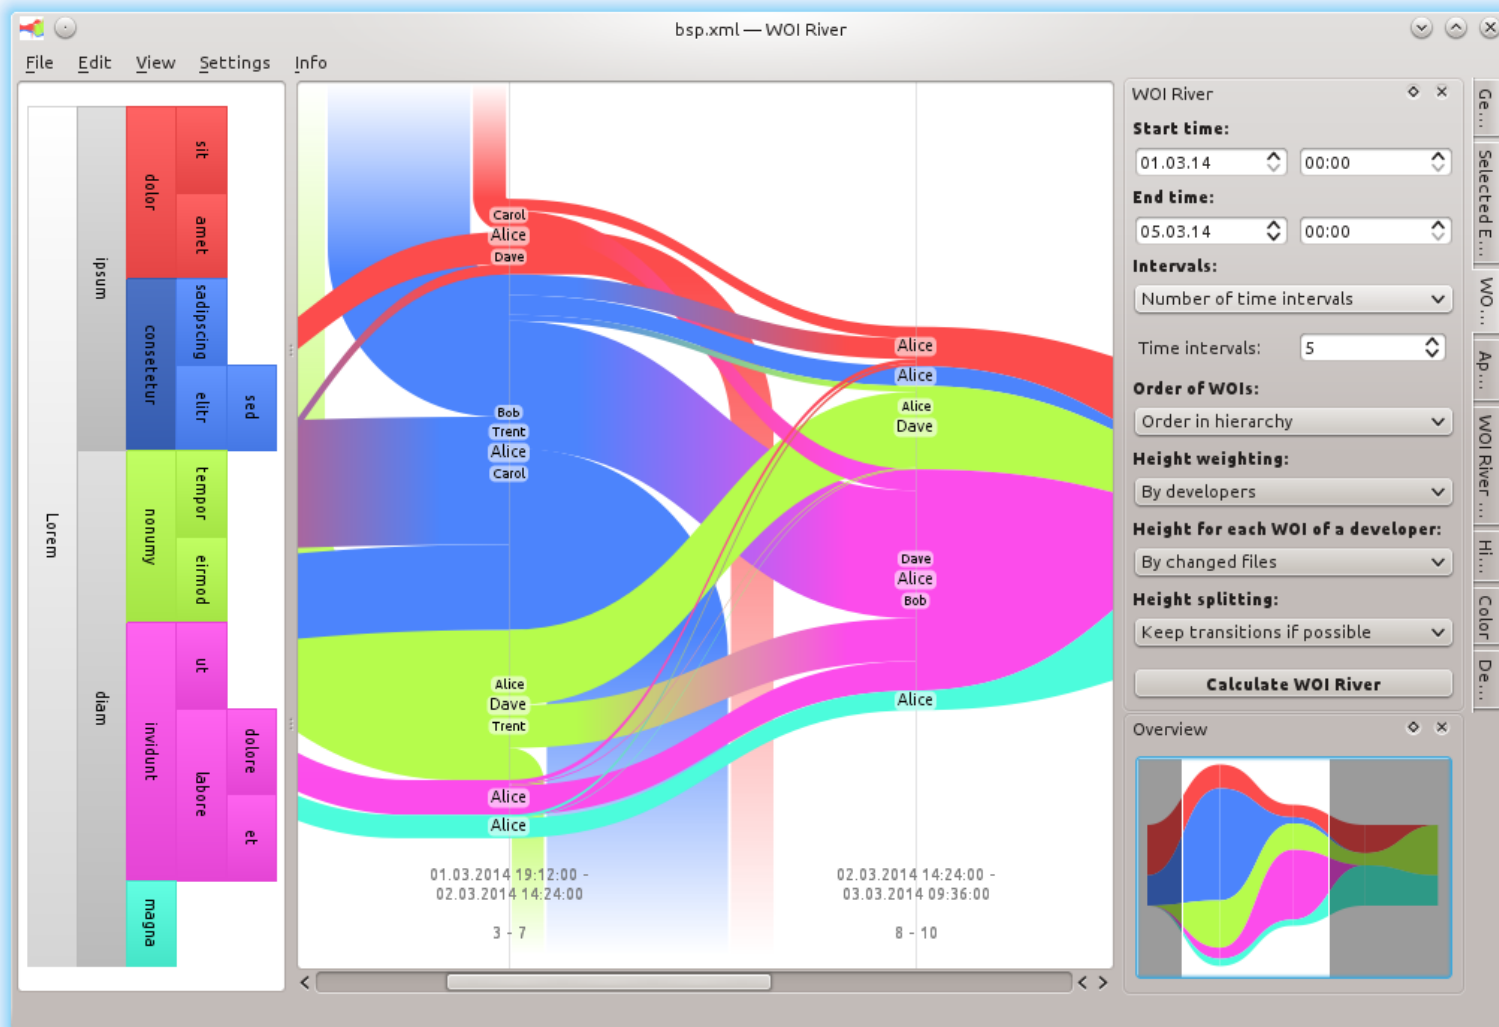 bsp.xml — WOI River
File Edit View Settings Info
Lorem
ipsum
diam
dolor
consetetur
nonumy
invidunt
magna
sit
amet
sadipscing
elitr
tempor
eirmod
ut
labore
sed
dolore
et
Carol
Alice
Dave
Bob
Trent
Alice
Carol
Alice
Dave
Trent
Alice
Alice
01.03.2014 19:12:00 -
02.03.2014 14:24:00
3 - 7
Alice
Alice
Alice
Dave
Dave
Alice
Bob
Alice
02.03.2014 14:24:00 -
03.03.2014 09:36:00
8 - 10
WOI River
Start time:
01.03.14 00:00
End time:
05.03.14 00:00
Intervals:
Number of time intervals
Time intervals: 5
Order of WOIs:
Order in hierarchy
Height weighting:
By developers
Height for each WOI of a developer:
By changed files
Height splitting:
Keep transitions if possible
Calculate WOI River
Overview
Ge...
Selected E...
WO...
Ap...
WOI River ...
Hi...
Color
De...